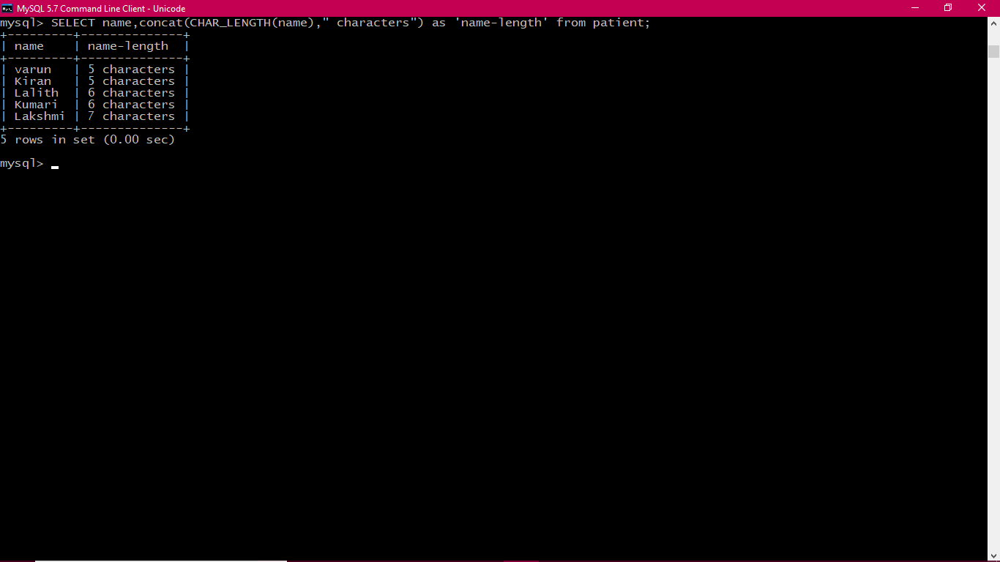 MySQL 5.7 Command Line Client - Unicode
mysql> SELECT name,concat(CHAR_LENGTH(name)," characters") as 'name-length' from patient;
+---------+--------------+
| name    | name-length  |
+---------+--------------+
| varun   | 5 characters |
| Kiran   | 5 characters |
| Lalith  | 6 characters |
| Kumari  | 6 characters |
| Lakshmi | 7 characters |
+---------+--------------+
5 rows in set (0.00 sec)
mysql>